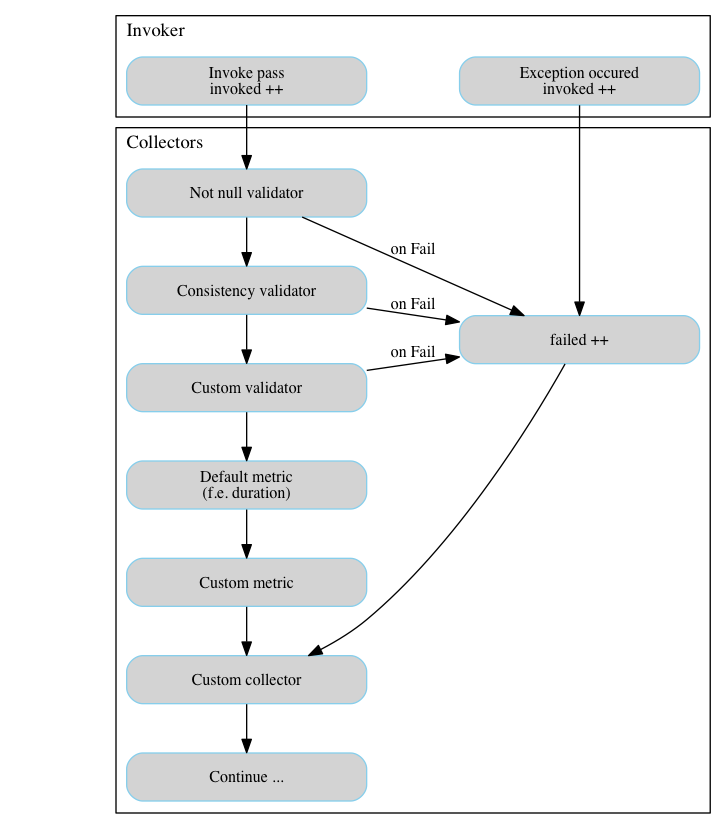 Invoker
Invoke pass
invoked ++
Exception occured
invoked ++
Collectors
Not null validator
on Fail
Consistency validator
on Fail
failed ++
on Fail
Custom validator
Default metric
(f.e. duration)
Custom metric
Custom collector
Continue ...